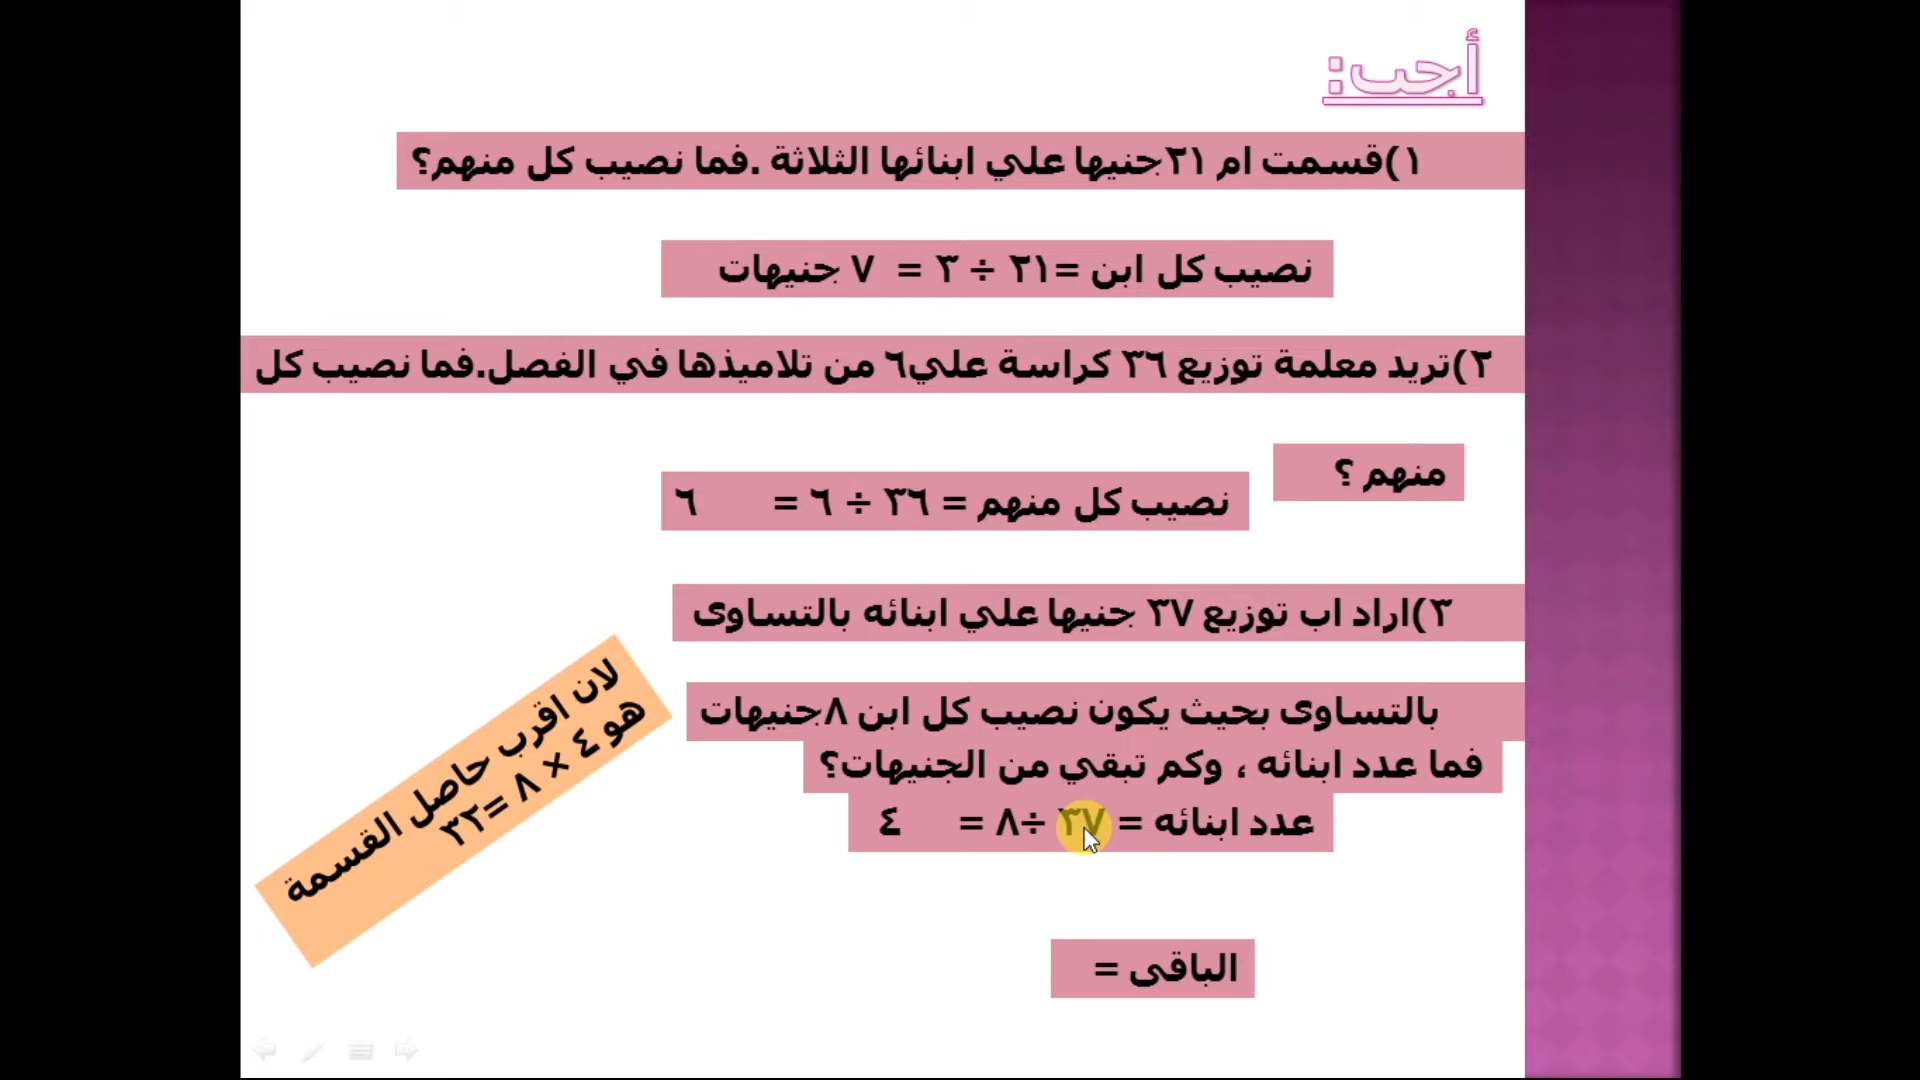 أجب:
١)قسمت ام ٢١جنيها علي ابنائها الثلاثة .فما نصيب كل منهم؟
نصيب كل ابن =٢١ ÷ ٣ = ٧ جنيهات
٢)تريد معلمة توزيع ٣٦ كراسة علي٦ من تلاميذها في الفصل.فما نصيب كل
منهم ؟
نصيب كل منهم = ٣٦ ÷ ٦ = ٦
٣)اراد اب توزيع ٣٧ جنيها علي ابنائه بالتساوى
بالتساوى بحيث يكون نصيب كل ابن ٨جنيهات
فما عدد ابنائه ، وكم تبقي من الجنيهات؟
عدد ابنائه = ٣٧ ÷٨ = ٤
لان اقرب حاصل القسمة
هو ٤ × ٨ =٣٢
الباقى =